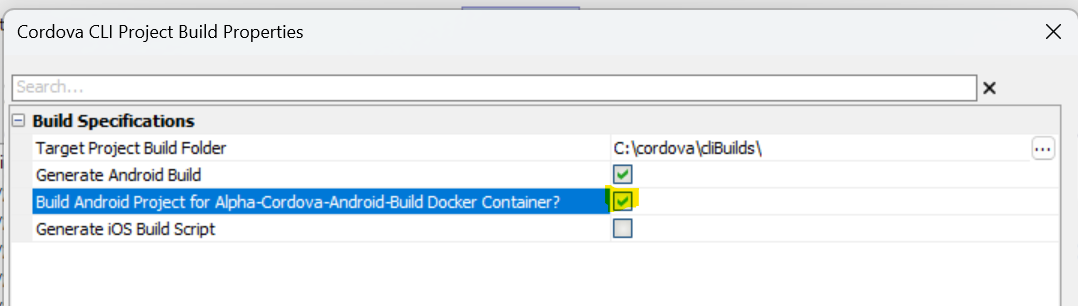 Cordova CLI Project Build Properties
Search...
Build Specifications
Target Project Build Folder C:\cordova\cliBuilds\ ...
Generate Android Build
Build Android Project for Alpha-Cordova-Android-Build Docker Container?
Generate iOS Build Script